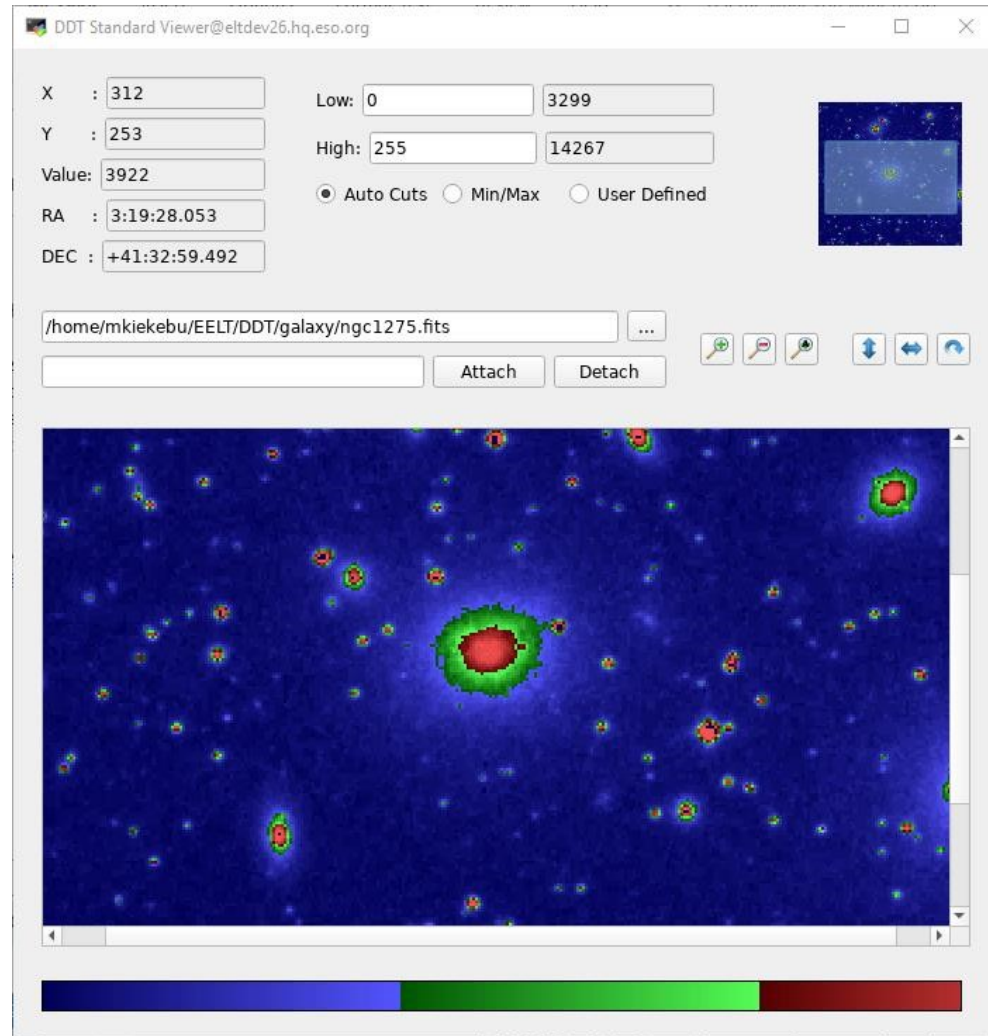 DDT Standard Viewer@eltdev26.hq.eso.org
X : 312
Low: 0 3299
Y : 253
High: 255 14267
Value: 3922
Auto Cuts Min/Max User Defined
RA : 3:19:28.053
DEC : +41:32:59.492
/home/mkiekebu/EELT/DDT/galaxy/ngc1275.fits ...
Attach Detach